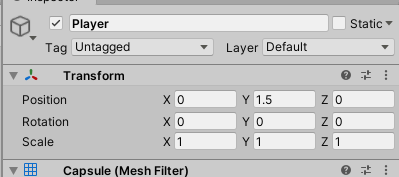 Inspector
Player Static
Tag Untagged Layer Default
Transform
Position X 0 Y 1.5 Z 0
Rotation X 0 Y 0 Z 0
Scale X 1 Y 1 Z 1
Capsule (Mesh Filter)